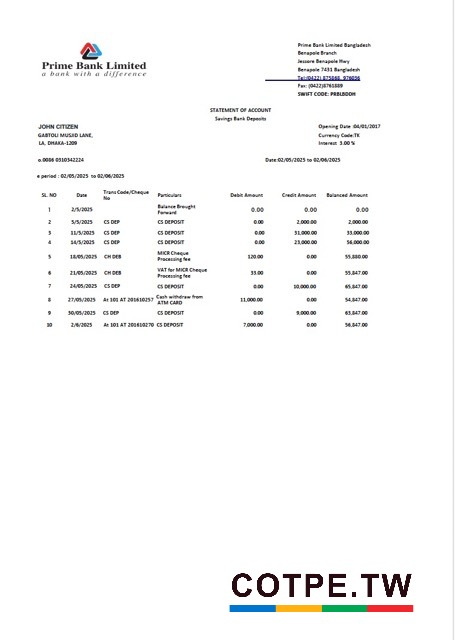 Prime Bank Limited
a bank with a difference
Prime Bank Limited Bangladesh
Benapole Branch
Jessore Benapole Hwy
Benapole 7431 Bangladesh
Tel:(0422) 875868, 976056
Fax: (0422)8761889
SWIFT CODE: PRBLBDDH
STATEMENT OF ACCOUNT
Savings Bank Deposits
JOHN CITIZEN
GABTOLI MUSJID LANE,
LA, DHAKA-1209
Opening Date :04/01/2017
Currency Code:TK
Interest 3.00 %
o.0086 0310342224
Date:02/05/2025 to 02/06/2025
e period : 02/05/2025 to 02/06/2025
SL. NO Date Trans Code/Cheque No Particulars Debit Amount Credit Amount Balanced Amount
1 2/5/2025 Balance Brought Forward 0.00 0.00 0.00
2 5/5/2025 CS DEP CS DEPOSIT 0.00 2,000.00 2,000.00
3 11/5/2025 CS DEP CS DEPOSIT 0.00 31,000.00 33,000.00
4 14/5/2025 CS DEP CS DEPOSIT 0.00 23,000.00 56,000.00
5 18/05/2025 CH DEB MICR Cheque Processing fee 120.00 0.00 55,880.00
6 21/05/2025 CH DEB VAT for MICR Cheque Processing fee 33.00 0.00 55,847.00
7 24/05/2025 CS DEP CS DEPOSIT 0.00 10,000.00 65,847.00
8 27/05/2025 At 101 AT 201610257 Cash withdraw from ATM CARD 11,000.00 0.00 54,847.00
9 30/05/2025 CS DEP CS DEPOSIT 0.00 9,000.00 63,847.00
10 2/6/2025 At 101 AT 201610270 CS DEPOSIT 7,000.00 0.00 56,847.00
COTPE.TW